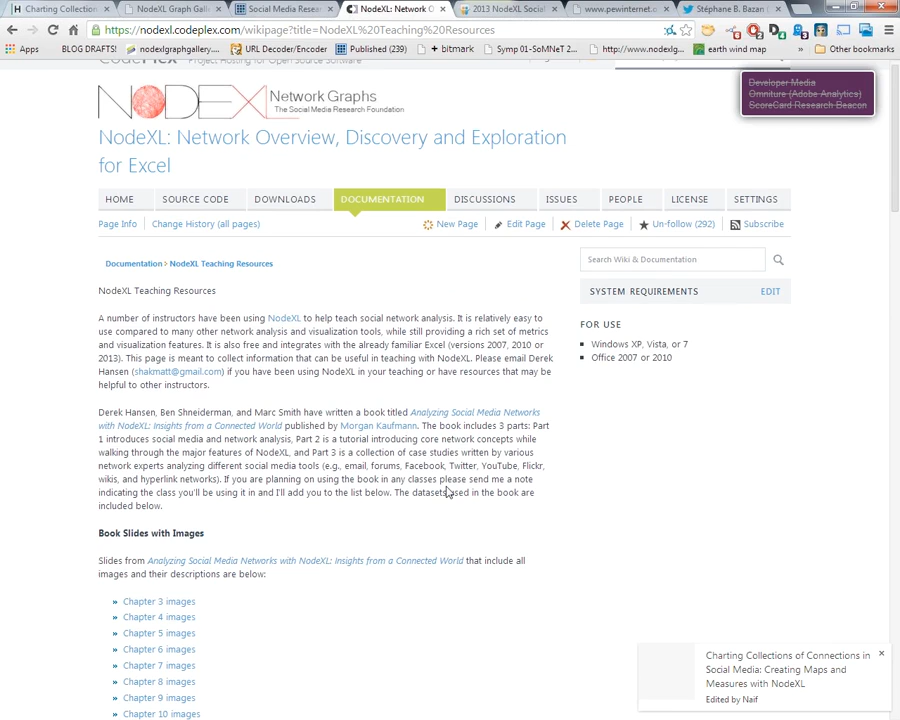 Charting Collection
NodeXL Graph Gall
Social Media Resear
NodeXL: Network O
2013 NodeXL Social
www.pewinternet.o
Stéphane B. Bazan (
https://nodexl.codeplex.com/wikipage?title=NodeXL%20Teaching%20Resources
Apps BLOG DRAFTS! nodexlgraphgallery.... URL Decoder/Encoder Published (239) + bitmark Symp 01-SoMNeT 2... http://www.nodexlg... earth wind map » Other bookmarks
CodePlex Project Hosting for Open Source Software
Developer Media
Omniture (Adobe Analytics)
ScoreCard Research Beacon
NODEXL Network Graphs
The Social Media Research Foundation
NodeXL: Network Overview, Discovery and Exploration
for Excel
HOME SOURCE CODE DOWNLOADS DOCUMENTATION DISCUSSIONS ISSUES PEOPLE LICENSE SETTINGS
Page Info Change History (all pages) New Page Edit Page Delete Page Un-follow (292) Subscribe
Documentation > NodeXL Teaching Resources
Search Wiki & Documentation
NodeXL Teaching Resources
SYSTEM REQUIREMENTS EDIT
A number of instructors have been using NodeXL to help teach social network analysis. It is relatively easy to
use compared to many other network analysis and visualization tools, while still providing a rich set of metrics
and visualization features. It is also free and integrates with the already familiar Excel (versions 2007, 2010 or
2013). This page is meant to collect information that can be useful in teaching with NodeXL. Please email Derek
Hansen (shakmatt@gmail.com) if you have been using NodeXL in your teaching or have resources that may be
helpful to other instructors.
FOR USE
Windows XP, Vista, or 7
Office 2007 or 2010
Derek Hansen, Ben Shneiderman, and Marc Smith have written a book titled Analyzing Social Media Networks
with NodeXL: Insights from a Connected World published by Morgan Kaufmann. The book includes 3 parts: Part
1 introduces social media and network analysis, Part 2 is a tutorial introducing core network concepts while
walking through the major features of NodeXL, and Part 3 is a collection of case studies written by various
network experts analyzing different social media tools (e.g., email, forums, Facebook, Twitter, YouTube, Flickr,
wikis, and hyperlink networks). If you are planning on using the book in any classes please send me a note
indicating the class you'll be using it in and I'll add you to the list below. The datasets used in the book are
included below.
Book Slides with Images
Slides from Analyzing Social Media Networks with NodeXL: Insights from a Connected World that include all
images and their descriptions are below:
» Chapter 3 images
» Chapter 4 images
» Chapter 5 images
» Chapter 6 images
» Chapter 7 images
» Chapter 8 images
» Chapter 9 images
» Chapter 10 images
Charting Collections of Connections in
Social Media: Creating Maps and
Measures with NodeXL
Edited by Naif